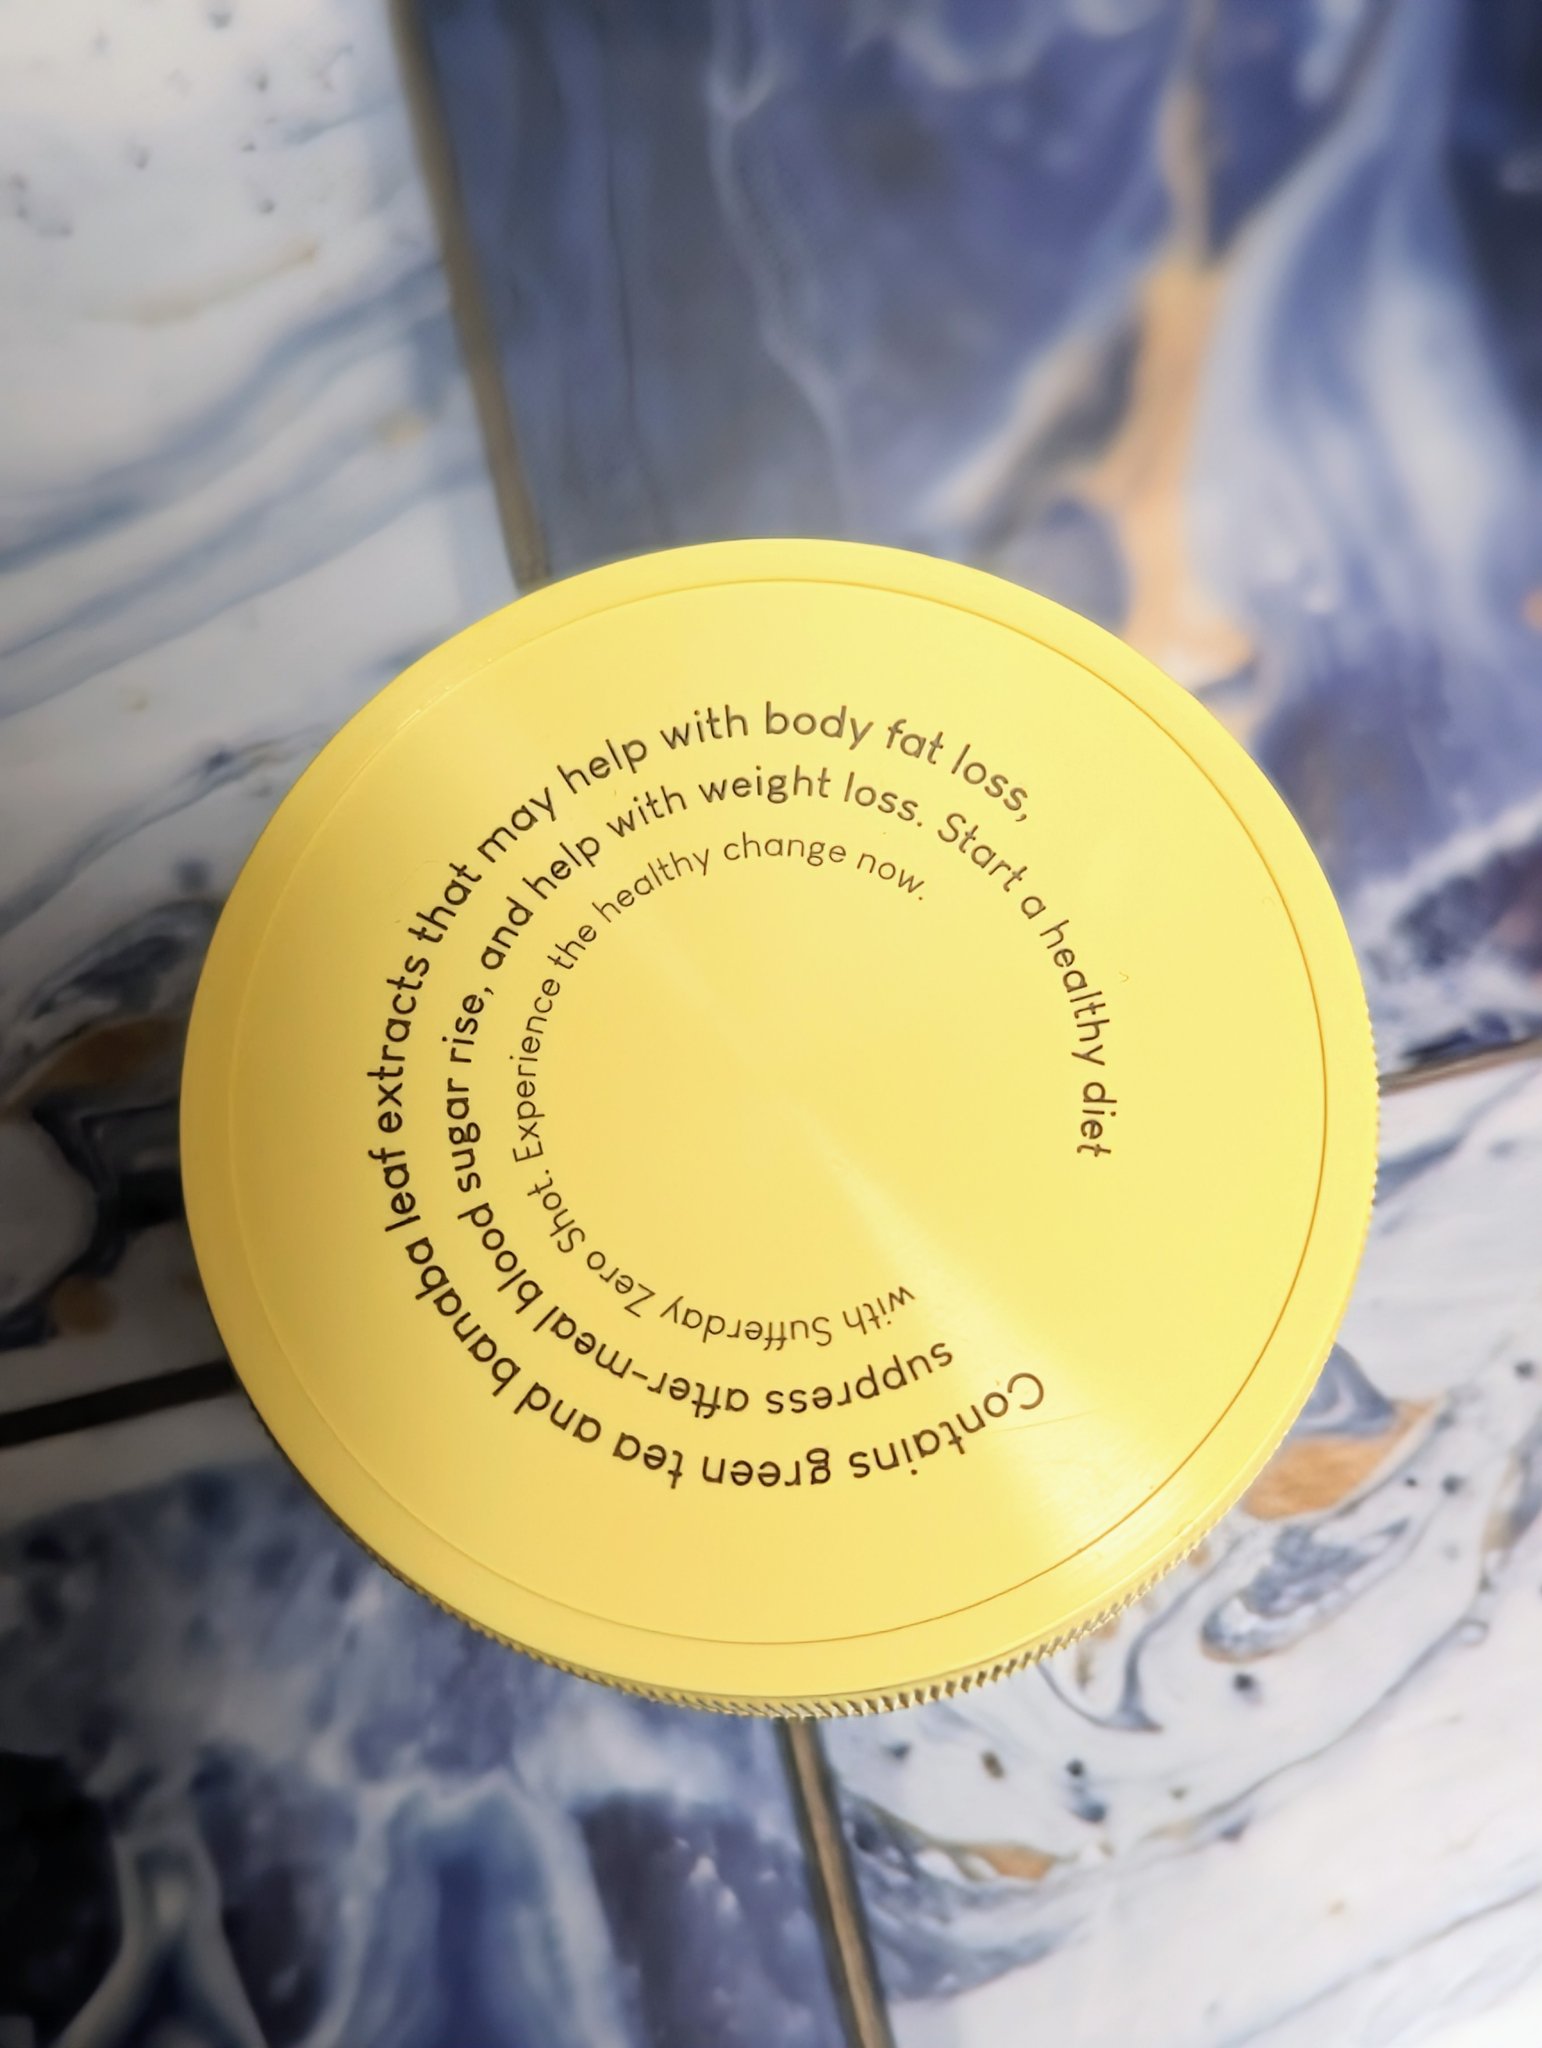 Contains green tea and banaba leaf extracts that may help with body fat loss,
suppress after-meal blood sugar rise, and help with weight loss. Start a healthy diet
with Sufferday Zero Shot. Experience the healthy change now.